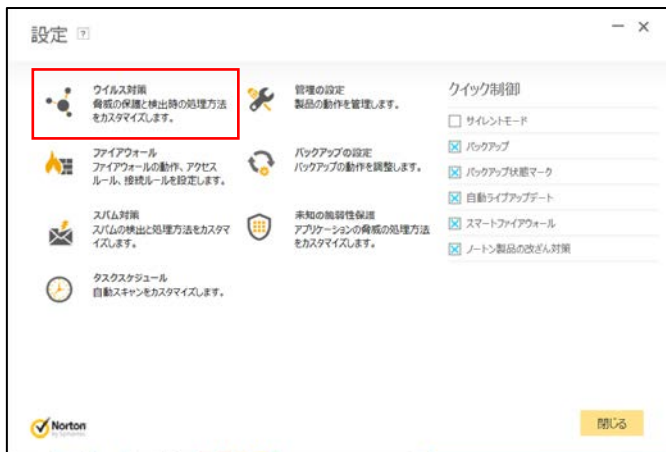 設定 ?
ウイルス対策
脅威の保護と検出時の処理方法
をカスタマイズします。
ファイアウォール
ファイアウォールの動作、アクセス
ルール、接続ルールを設定します。
スパム対策
スパムの検出と処理方法をカスタマ
イズします。
タスクスケジュール
自動スキャンをカスタマイズします。
管理の設定
製品の動作を管理します。
バックアップの設定
バックアップの動作を調整します。
未知の脆弱性保護
アプリケーションの脅威の処理方法
をカスタマイズします。
クイック制御
サイレントモード
バックアップ
バックアップ状態マーク
自動ライブアップデート
スマートファイアウォール
ノートン製品の改ざん対策
Norton
by Symantec
閉じる